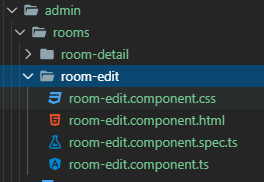 admin
rooms
room-detail
room-edit
room-edit.component.css
room-edit.component.html
room-edit.component.spec.ts
room-edit.component.ts